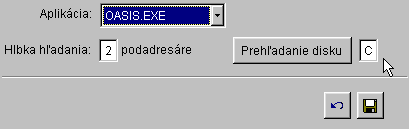 Aplikácia: OASIS.EXE
Hĺbka hľadania: 2 podadresáre Prehľadanie disku C